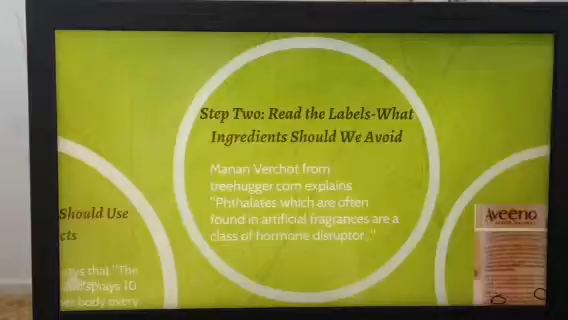 Step Two: Read the Labels-What
Ingredients Should We Avoid
Manan Verchot from
treehugger.com explains
"Phthalates which are often
found in artificial fragrances are a
class of hormone disruptor ."
Should Use
cts
ays that "The
sprays 10
body every
Aveeno